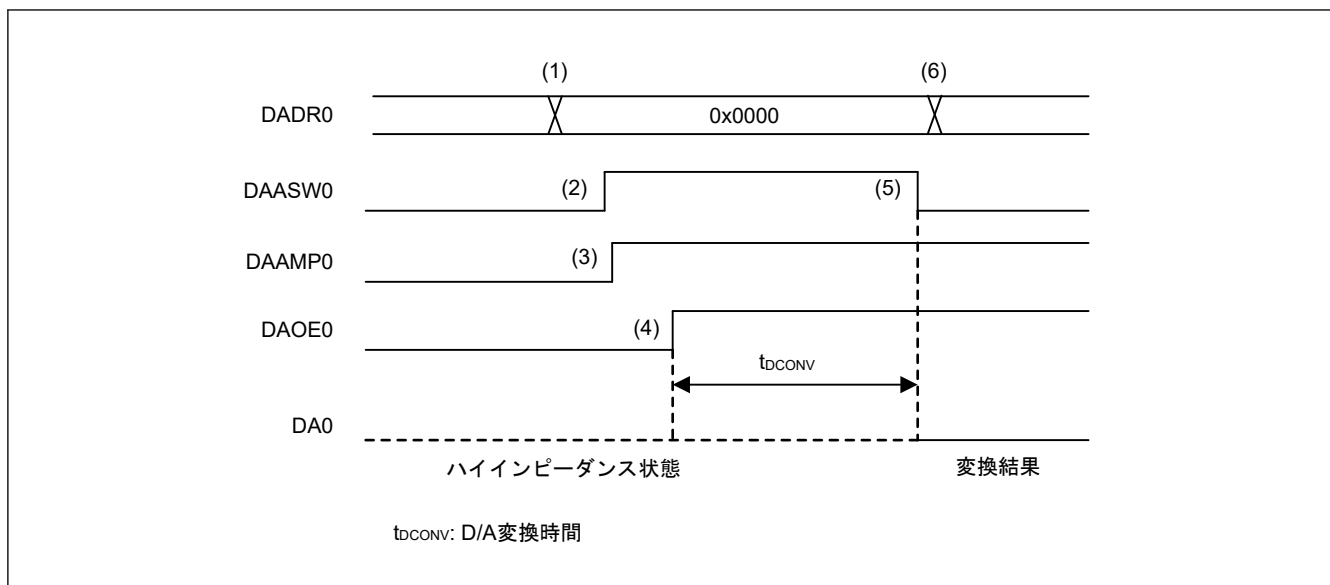 (1) (6)
DADR0 0x0000
DAASW0 (2) (5)
DAAMP0 (3)
DAOE0 (4)
tDCONV
DA0
ハイインピーダンス状態 変換結果
tDCONV: D/A変換時間